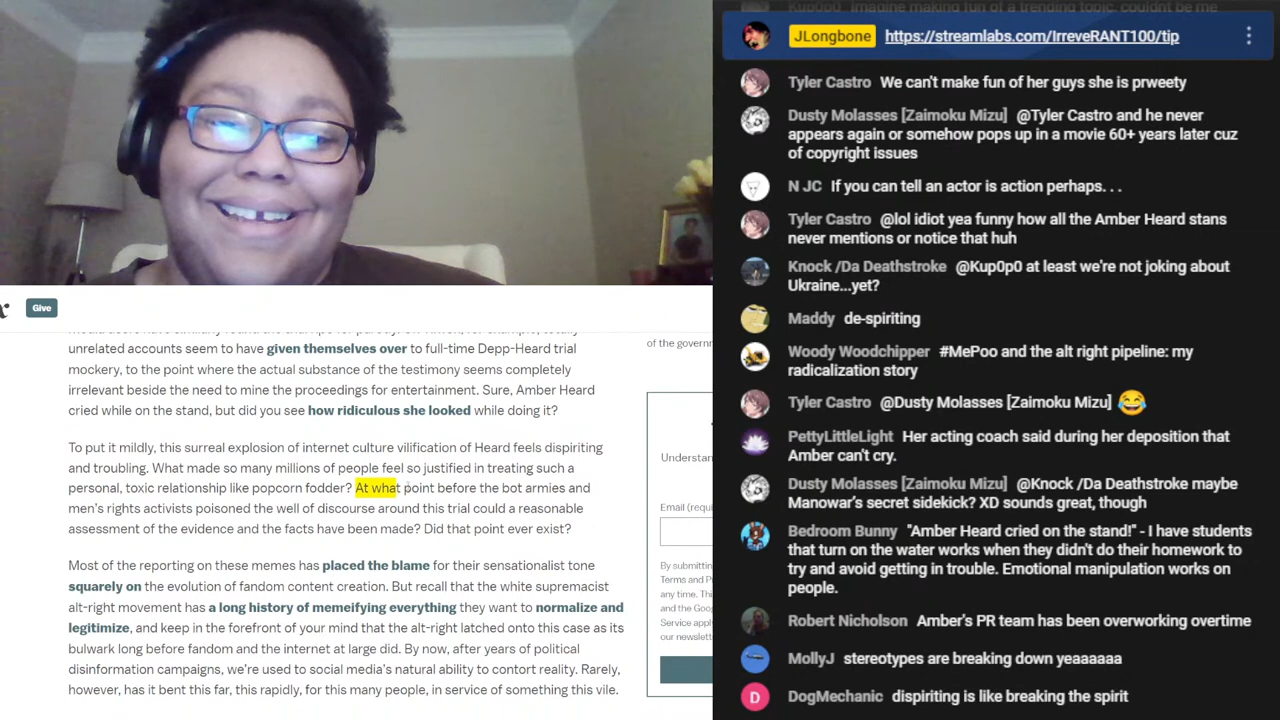 Kup0p0 Imagine making fun of a trending topic, couldnt be me
JLongbone https://streamlabs.com/IrreveRANT100/tip
Tyler Castro We can't make fun of her guys she is prweety
Dusty Molasses [Zaimoku Mizu] @Tyler Castro and he never
appears again or somehow pops up in a movie 60+ years later cuz
of copyright issues
N JC If you can tell an actor is action perhaps. . .
Tyler Castro @lol idiot yea funny how all the Amber Heard stans
never mentions or notice that huh
Knock /Da Deathstroke @Kup0p0 at least we're not joking about
Ukraine...yet?
Maddy de-spiriting
Woody Woodchipper #MePoo and the alt right pipeline: my
radicalization story
Tyler Castro @Dusty Molasses [Zaimoku Mizu] 😂
PettyLittleLight Her acting coach said during her deposition that
Amber can't cry.
Dusty Molasses [Zaimoku Mizu] @Knock /Da Deathstroke maybe
Manowar's secret sidekick? XD sounds great, though
Bedroom Bunny "Amber Heard cried on the stand!" - I have students
that turn on the water works when they didn't do their homework to
try and avoid getting in trouble. Emotional manipulation works on
people.
Robert Nicholson Amber's PR team has been overworking overtime
MollyJ stereotypes are breaking down yeaaaaaa
D
DogMechanic dispiriting is like breaking the spirit
Give
unrelated accounts seem to have given themselves over to full-time Depp-Heard trial
mockery, to the point where the actual substance of the testimony seems completely
irrelevant beside the need to mine the proceedings for entertainment. Sure, Amber Heard
cried while on the stand, but did you see how ridiculous she looked while doing it?
To put it mildly, this surreal explosion of internet culture vilification of Heard feels dispiriting
and troubling. What made so many millions of people feel so justified in treating such a
personal, toxic relationship like popcorn fodder? At what point before the bot armies and
men's rights activists poisoned the well of discourse around this trial could a reasonable
assessment of the evidence and the facts have been made? Did that point ever exist?
Most of the reporting on these memes has placed the blame for their sensationalist tone
squarely on the evolution of fandom content creation. But recall that the white supremacist
alt-right movement has a long history of memeifying everything they want to normalize and
legitimize, and keep in the forefront of your mind that the alt-right latched onto this case as its
bulwark long before fandom and the internet at large did. By now, after years of political
disinformation campaigns, we're used to social media's natural ability to contort reality. Rarely,
however, has it bent this far, this rapidly, for this many people, in service of something this vile.
of the governm
Understan
Email (requi
By submitting
Terms and P
any time. Thi
and the Goo
Service appl
our newslett